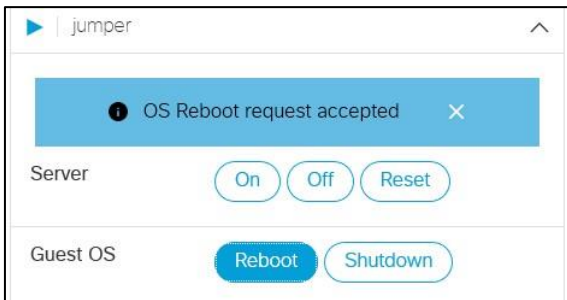 jumper
OS Reboot request accepted
Server On Off Reset
Guest OS Reboot Shutdown